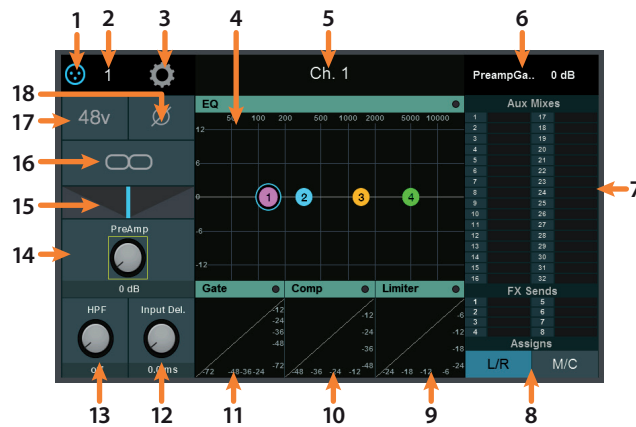 1
2
3
4
5
6
1
Ch. 1
PreampGa.. 0 dB
18
17
48v
EQ
50 100 200 500 1000 2000 5000 10000
12
6
0
-6
-12
1 2 3 4
Aux Mixes
1 17
2 18
3 19
4 20
5 21
6 22
7 23
8 24
9 25
10 26
11 27
12 28
13 29
14 30
15 31
16 32
7
16
15
14
PreAmp
0 dB
Gate
Comp
Limiter
HPF
Input Del.
0.0ms
-12
-24
-36
-48
-72
-72 -48 -36 -24
-12
-24
-36
-48
-48 -36 -24 -12
-6
-12
-18
-24
-24 -18 -12 -6
FX Sends
1 5
2 6
3 7
4 8
Assigns
L/R
M/C
13
12
11
10
9
8